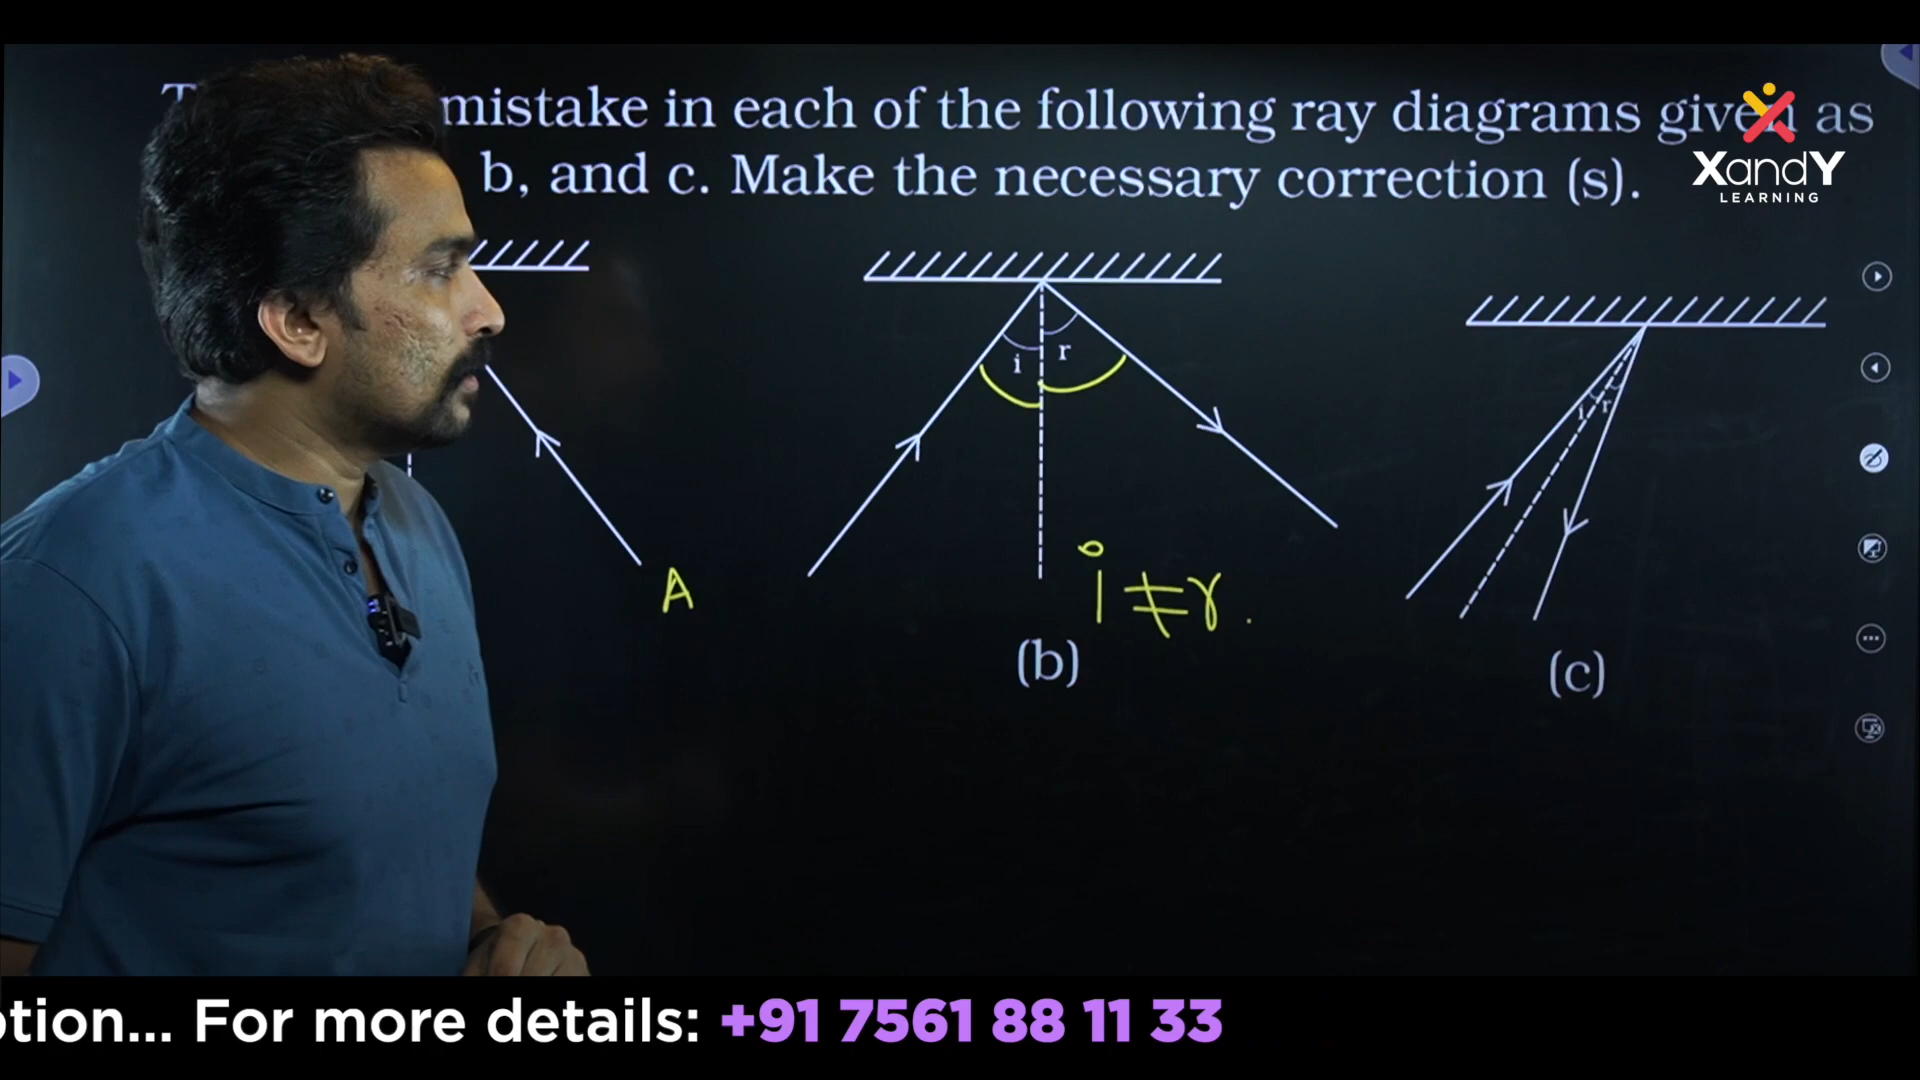 mistake in each of the following ray diagrams given as
b, and c. Make the necessary correction (s).
XandY
LEARNING
i r
i r
A
i ≠ r .
(b)
(c)
ption... For more details: +91 7561 88 11 33